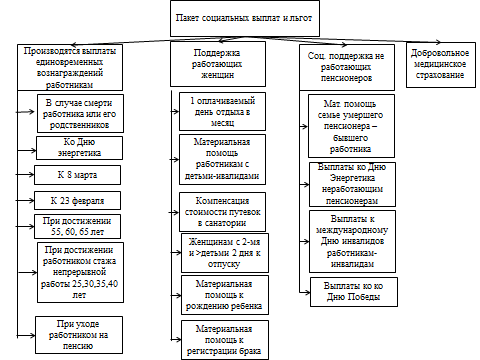 Пакет социальных выплат и льгот
Производятся выплаты
единовременных
вознаграждений
работникам
В случае смерти
работника или его
родственников
Ко Дню
энергетика
К 8 марта
К 23 февраля
При достижении
55, 60, 65 лет
При достижении
работником стажа
непрерывной
работы 25,30,35,40
лет
При уходе
работником на
пенсию
Поддержка
работающих
женщин
1 оплачиваемый
день отдыха в
месяц
Материальная
помощь
работникам с
детьми-ивалидами
Компенсация
стоимости путевок
в санатории
Женщинам с 2-мя
и >детьми 2 дня к
отпуску
Материальная
помощь к
рождению ребенка
Материальная
помощь к
регистрации брака
Соц. поддержка не
работающих
пенсионеров
Мат. помощь
семье умершего
пенсионера –
бывшего
работника
Выплаты ко Дню
Энергетика
неработающим
пенсионерам
Выплаты к
международному
Дню инвалидов
работникам-
инвалидам
Выплаты ко ко
Дню Победы
Добровольное
медицинское
страхование